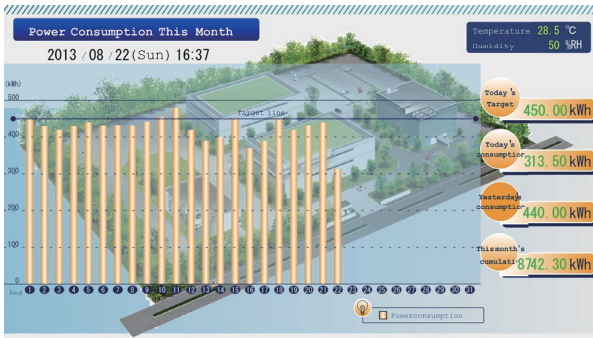 Power Consumption This Month
2013 / 08 / 22(Sun) 16:37
Temperature 28.5 ℃
Humidity 50 %RH
(kWh)
500
Target line
400
300
200
100
0
(Day) 1 2 3 4 5 6 7 8 9 10 11 12 13 14 15 16 17 18 19 20 21 22 23 24 25 26 27 28 29 30 31
Powerconsumption
Today's
Target
450.00 kWh
Today's
consumption
313.50 kWh
Yesterdays
consumption
440.00 kWh
Thismonth's
cumulati
8742.30 kWh